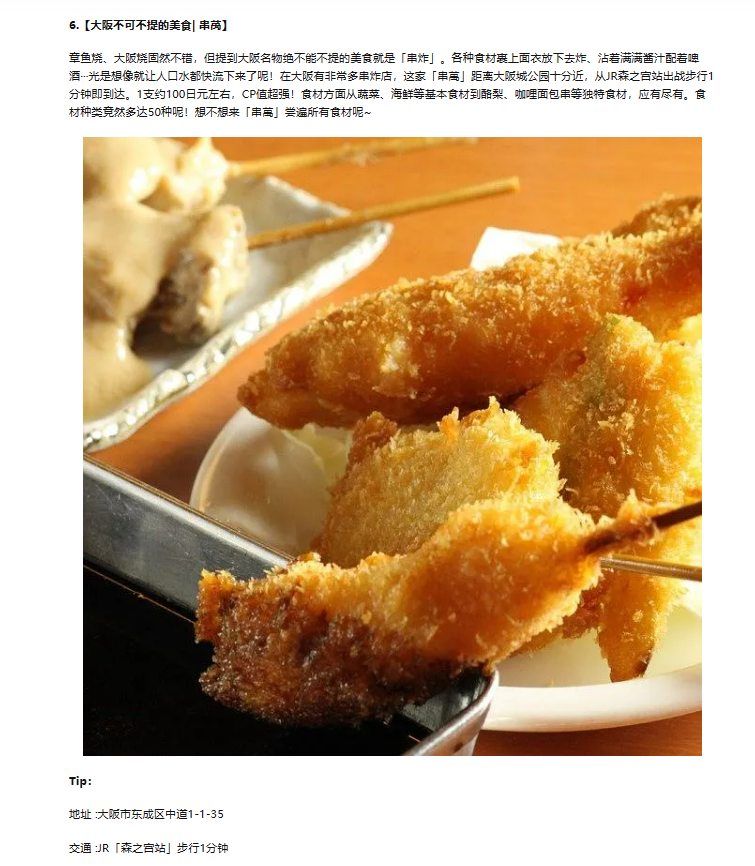 6.【大阪不可不提的美食| 串萬】
章鱼烧、大阪烧固然不错，但提到大阪名物绝不能不提的美食就是「串炸」。各种食材裹上面衣放下去炸、沾着满满酱汁配着啤
酒…光是想像就让人口水都快流下来了呢！在大阪有非常多串炸店，这家「串萬」距离大阪城公园十分近，从JR森之宫站出战步行1
分钟即到达。1支约100日元左右，CP值超强！食材方面从蔬菜、海鲜等基本食材到酪梨、咖哩面包串等独特食材，应有尽有。食
材种类竟然多达50种呢！想不想来「串萬」尝遍所有食材呢~
Tip：
地址 :大阪市东成区中道1-1-35
交通 :JR「森之宫站」步行1分钟